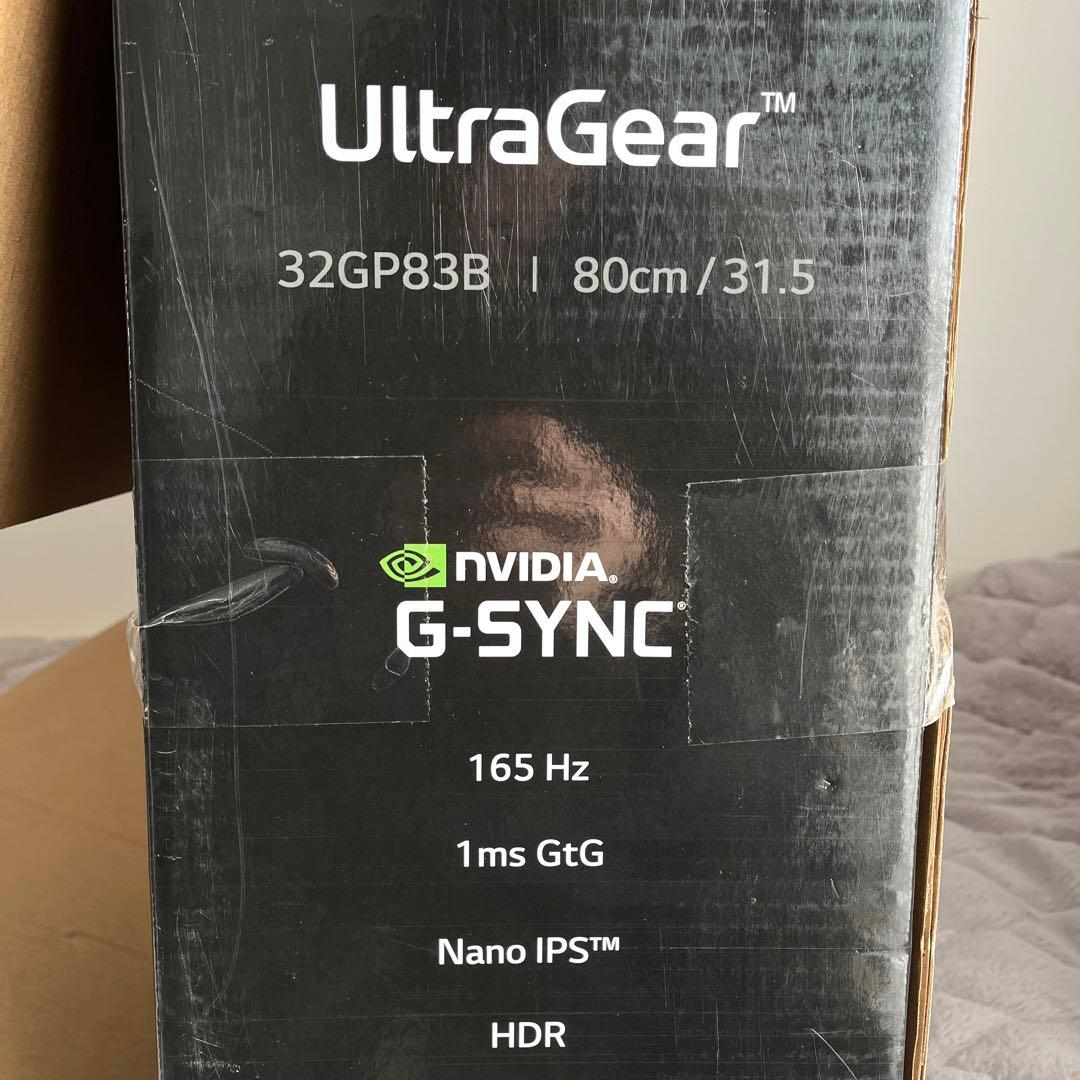 UltraGear™
32GP83B | 80cm/31.5
NVIDIA®
G-SYNC®
165 Hz
1ms GtG
Nano IPS™
HDR